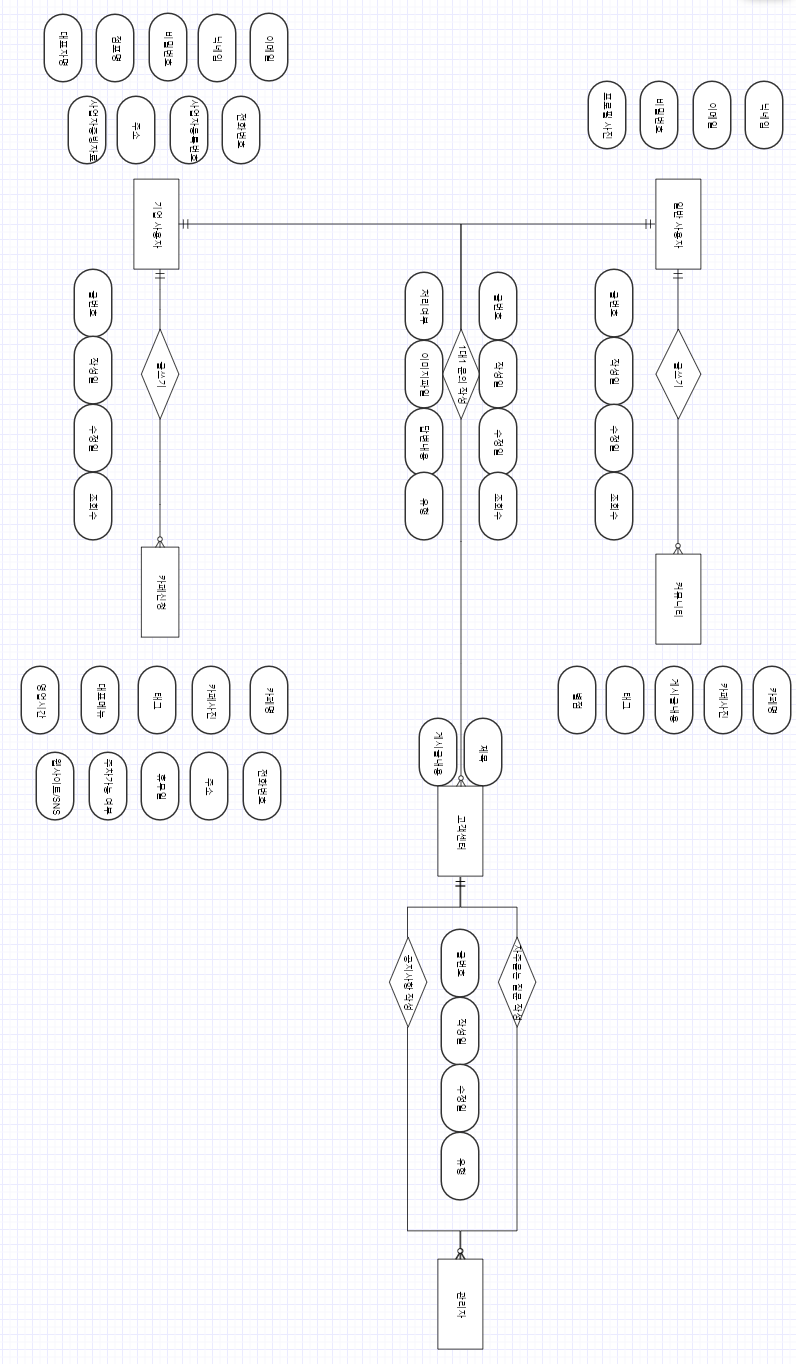 닉네임
이메일
비밀번호
프로필 사진
일반 사용자
글쓰기
글번호
작성일
수정일
조회수
커뮤니티
카페명
카페사진
게시글내용
태그
별점
글번호
작성일
수정일
조회수
1대1 문의 작성
처리여부
이미지파일
답변내용
유형
제목
게시글내용
고객센터
자주묻는 질문 작성
글번호
작성일
수정일
유형
공지사항 작성
관리자
이메일
닉네임
비밀번호
점포명
대표자명
전화번호
사업자등록번호
주소
사업자증빙자료
기업 사용자
글쓰기
글번호
작성일
수정일
조회수
카페신청
카페명
카페사진
태그
대표메뉴
영업시간
전화번호
주소
휴무일
주차가능 여부
웹사이트/SNS